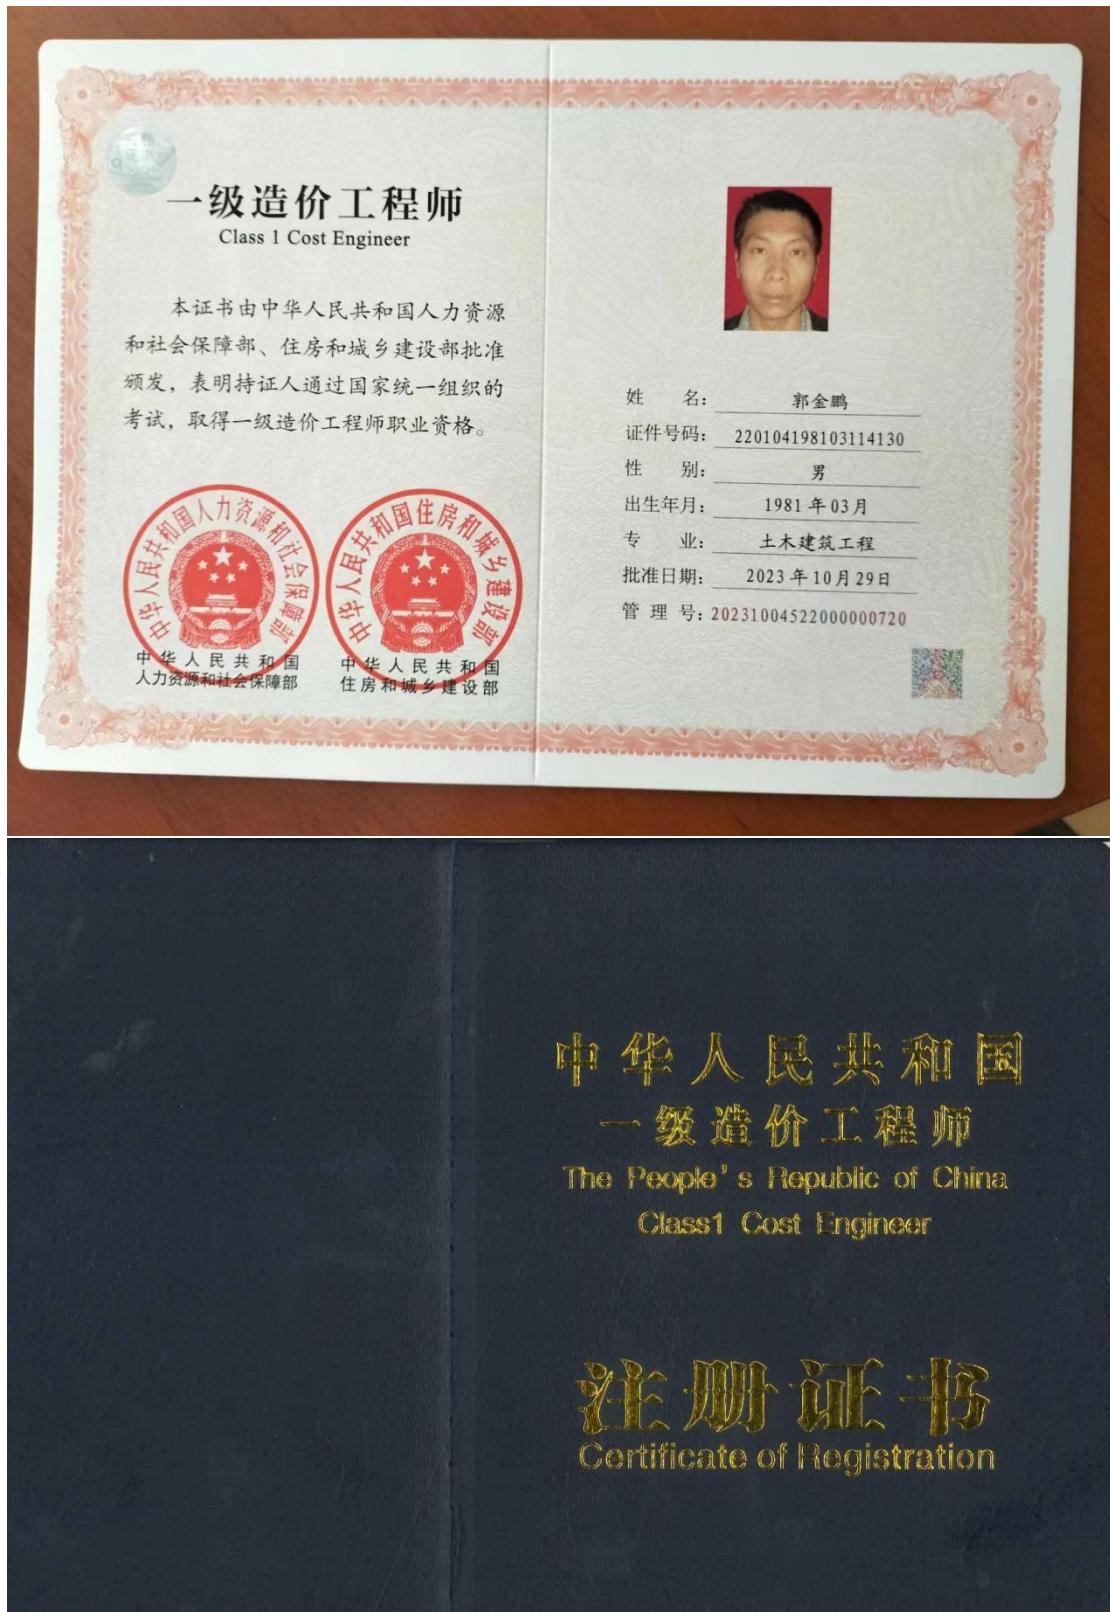 一级造价工程师
Class 1 Cost Engineer
本证书由中华人民共和国人力资源
和社会保障部、住房和城乡建设部批准
颁发，表明持证人通过国家统一组织的
考试，取得一级造价工程师职业资格。
中华人民共和国人力资源和社会保障部
中华人民共和国
人力资源和社会保障部
中华人民共和国住房和城乡建设部
中华人民共和国
住房和城乡建设部
姓 名： 郭金鹏
证件号码： 220104198103114130
性 别： 男
出生年月： 1981年03月
专 业： 土木建筑工程
批准日期： 2023年10月29日
管 理 号：20231004522000000720
中华人民共和国
一级造价工程师
The People's Republic of China
Class1 Cost Engineer
注册证书
Certificate of Registration